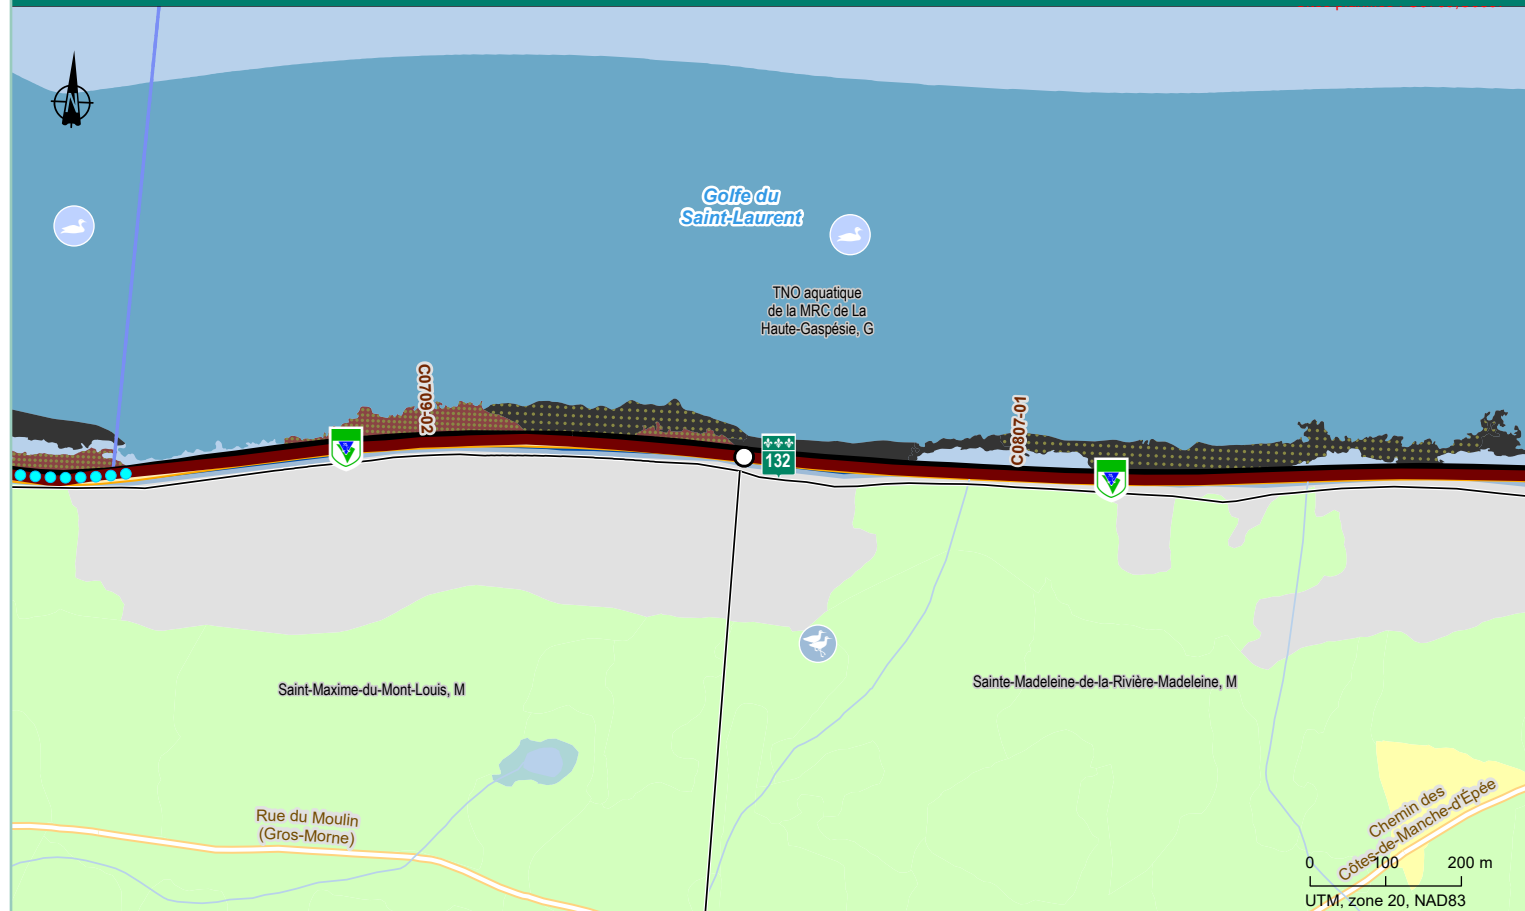 N
Golfe du
Saint-Laurent
TNO aquatique
de la MRC de La
Haute-Gaspésie, G
C0709-02
C0807-01
132
Saint-Maxime-du-Mont-Louis, M
Sainte-Madeleine-de-la-Rivière-Madeleine, M
Rue du Moulin
(Gros-Morne)
Chemin des
Côtes-de-Manche-d'Épée
0 100 200 m
UTM, zone 20, NAD83